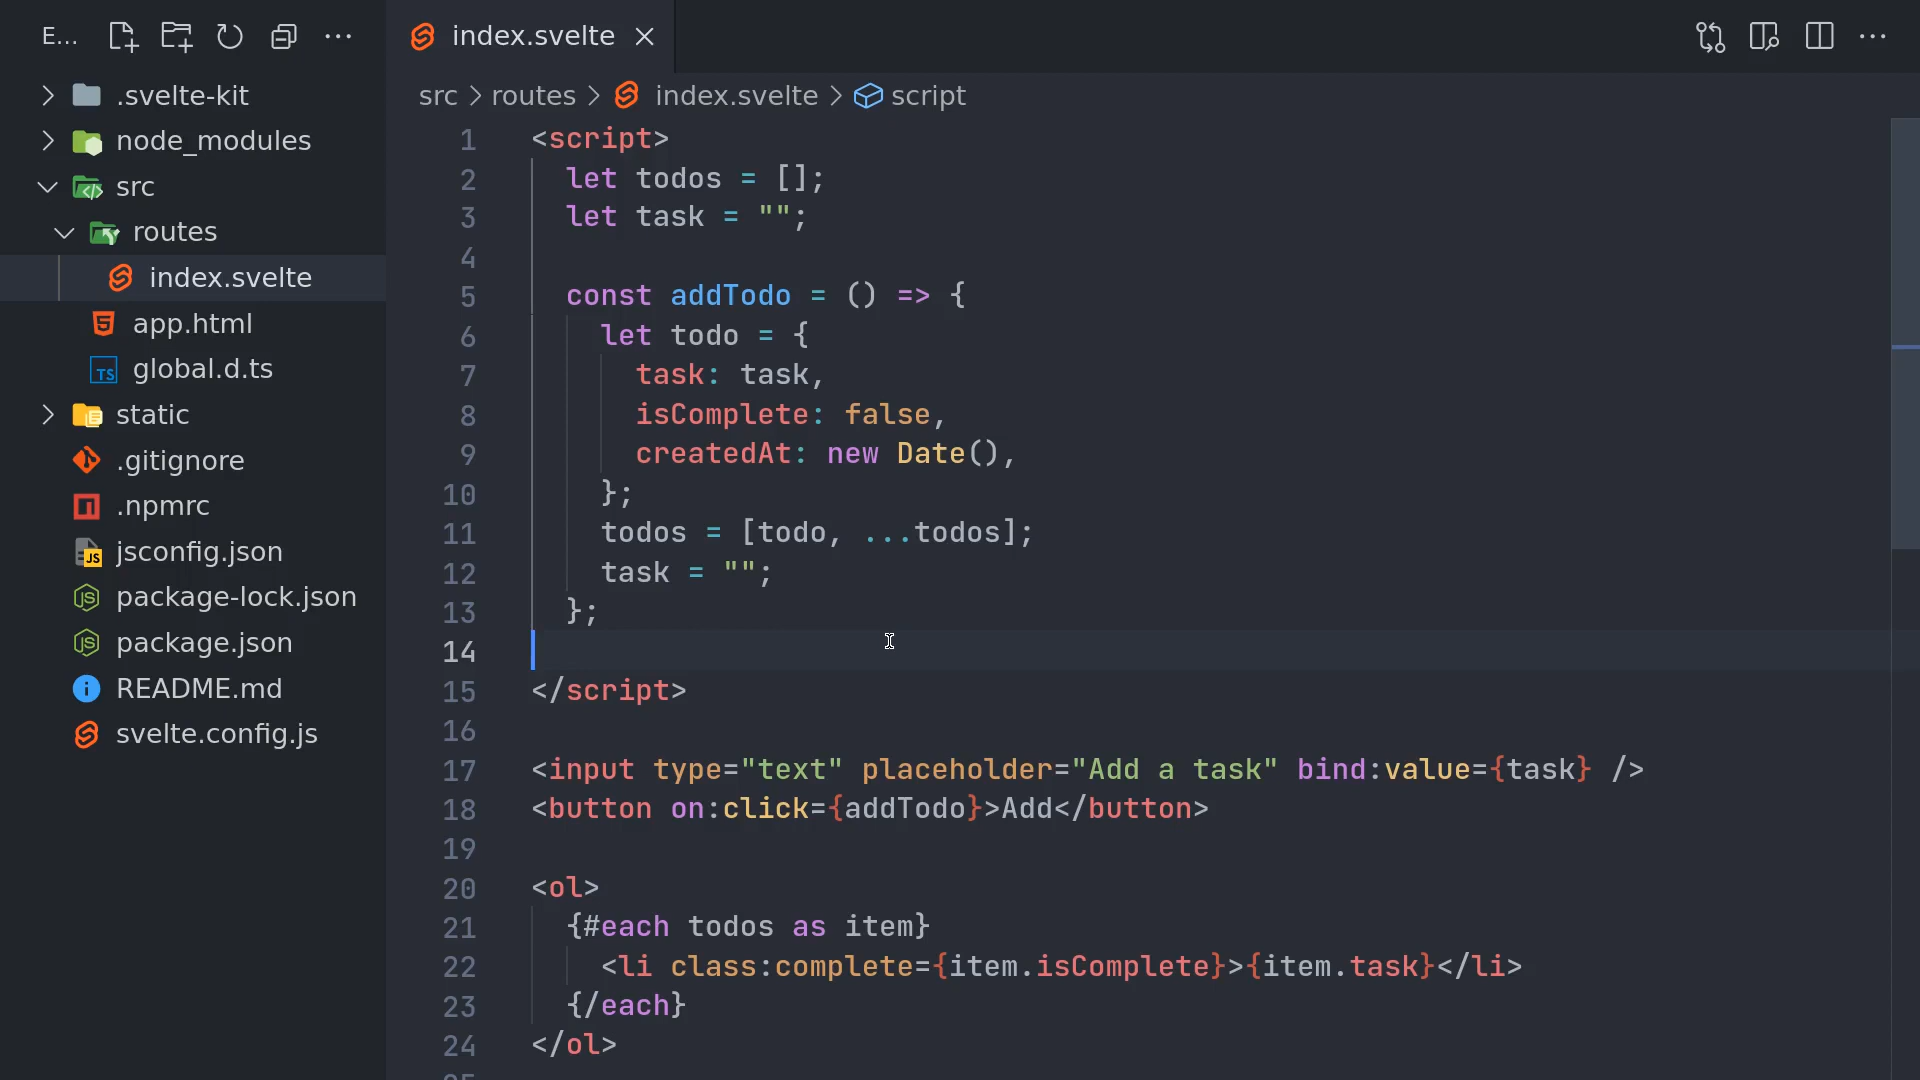 E...
.svelte-kit
node_modules
src
routes
index.svelte
app.html
global.d.ts
static
.gitignore
.npmrc
jsconfig.json
package-lock.json
package.json
README.md
svelte.config.js
index.svelte
src > routes > index.svelte > script
1 <script>
2 let todos = [];
3 let task = "";
4
5 const addTodo = () => {
6 let todo = {
7 task: task,
8 isComplete: false,
9 createdAt: new Date(),
10 };
11 todos = [todo, ...todos];
12 task = "";
13 };
14
15 </script>
16
17 <input type="text" placeholder="Add a task" bind:value={task} />
18 <button on:click={addTodo}>Add</button>
19
20 <ol>
21 {#each todos as item}
22 <li class:complete={item.isComplete}>{item.task}</li>
23 {/each}
24 </ol>